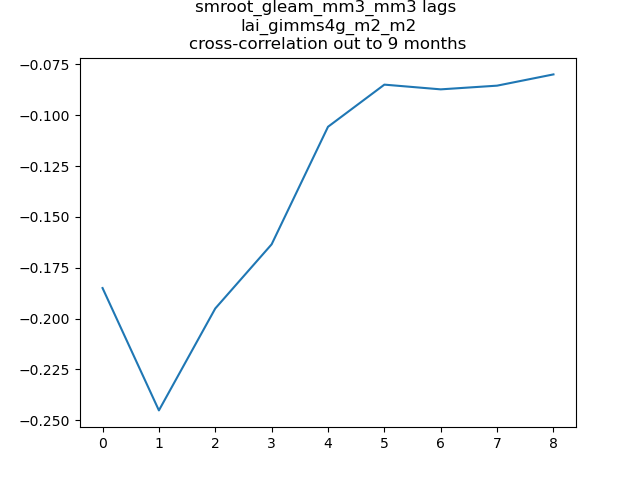 smroot_gleam_mm3_mm3 lags
lai_gimms4g_m2_m2
cross-correlation out to 9 months
−0.075
−0.100
−0.125
−0.150
−0.175
−0.200
−0.225
−0.250
0 1 2 3 4 5 6 7 8